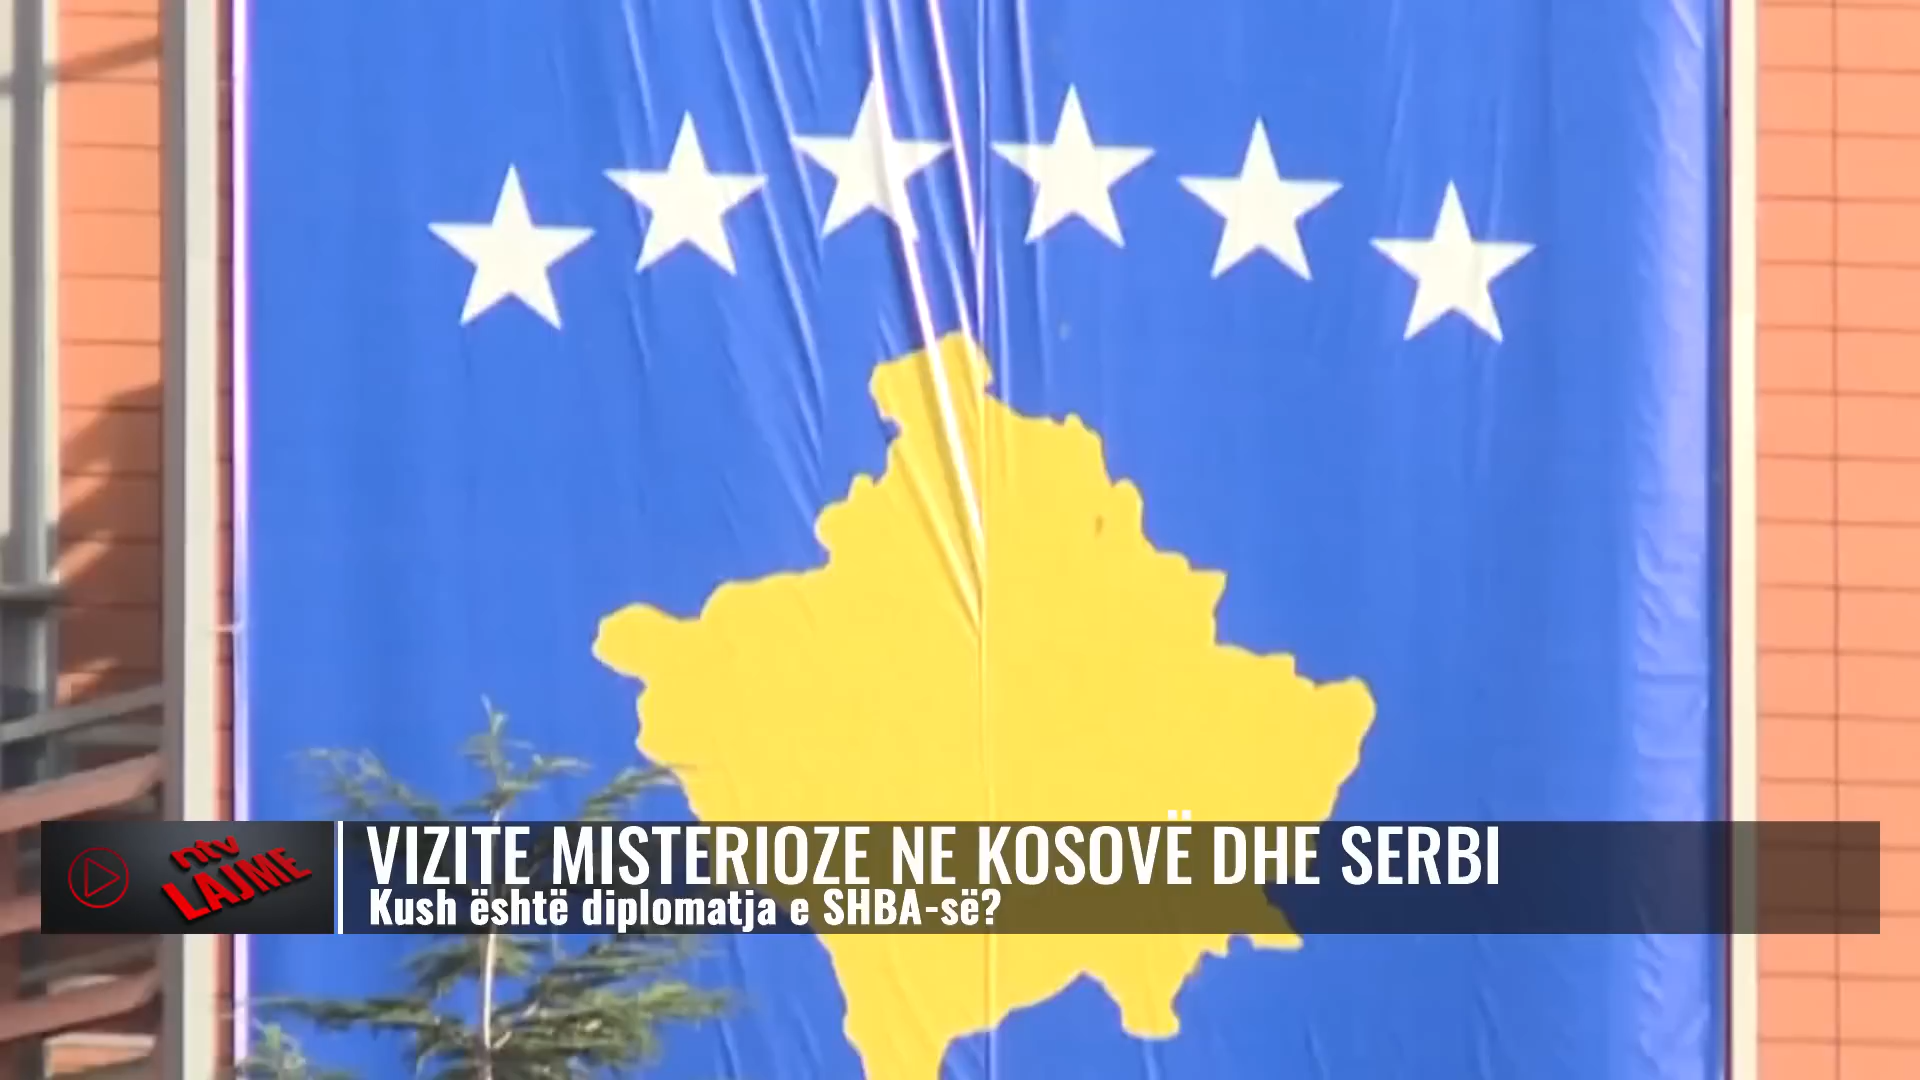 ntv
LAJME
VIZITE MISTERIOZE NE KOSOVË DHE SERBI
Kush është diplomatja e SHBA-së?